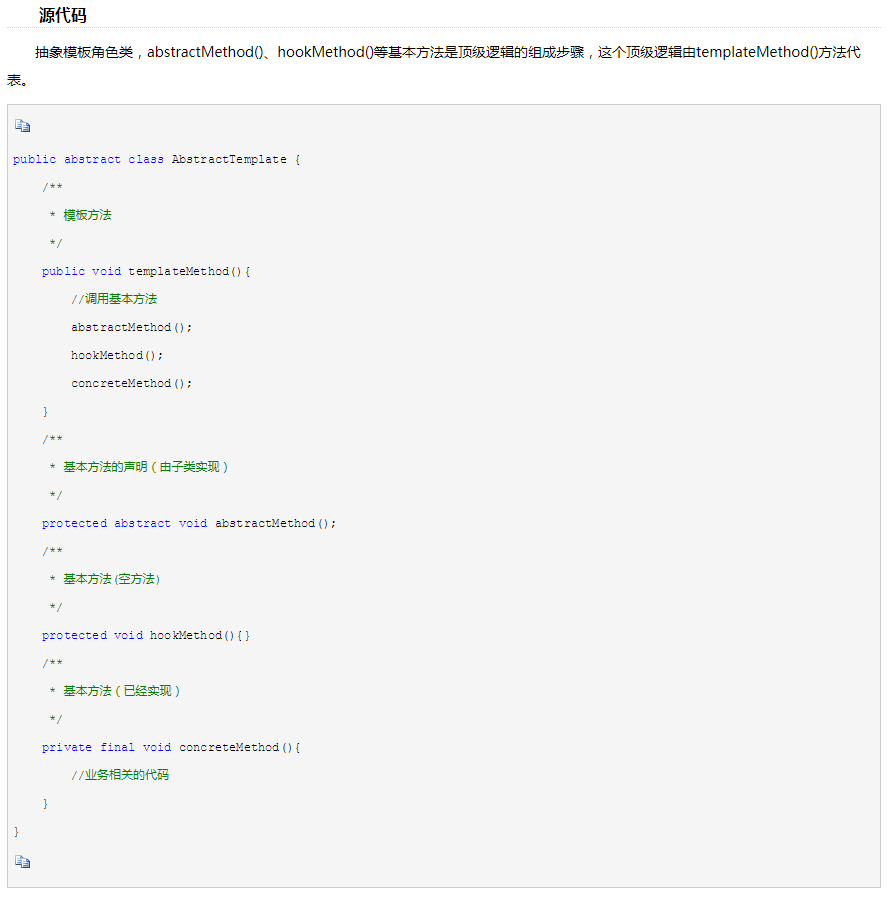 源代码
抽象模板角色类，abstractMethod()、hookMethod()等基本方法是顶级逻辑的组成步骤，这个顶级逻辑由templateMethod()方法代
表。
public abstract class AbstractTemplate {
    /**
     * 模板方法
     */
    public void templateMethod(){
        //调用基本方法
        abstractMethod();
        hookMethod();
        concreteMethod();
    }
    /**
     * 基本方法的声明（由子类实现）
     */
    protected abstract void abstractMethod();
    /**
     * 基本方法(空方法)
     */
    protected void hookMethod(){}
    /**
     * 基本方法（已经实现）
     */
    private final void concreteMethod(){
        //业务相关的代码
    }
}